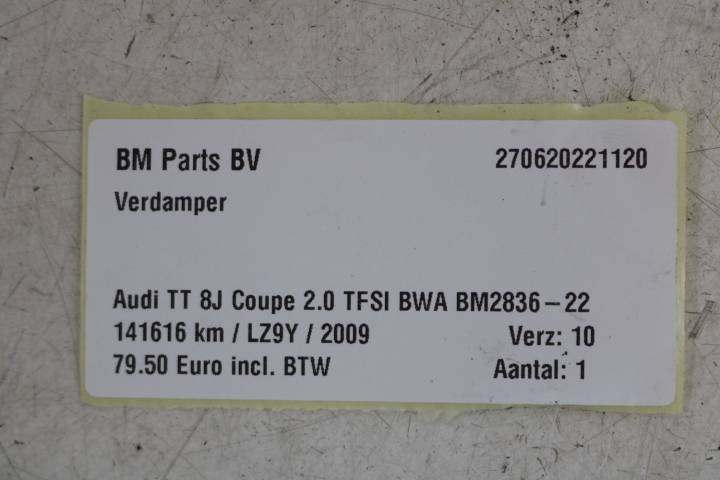 BM Parts BV 270620221120
Verdamper
Audi TT 8J Coupe 2.0 TFSI BWA BM2836-22
141616 km / LZ9Y / 2009 Verz: 10
79.50 Euro incl. BTW Aantal: 1